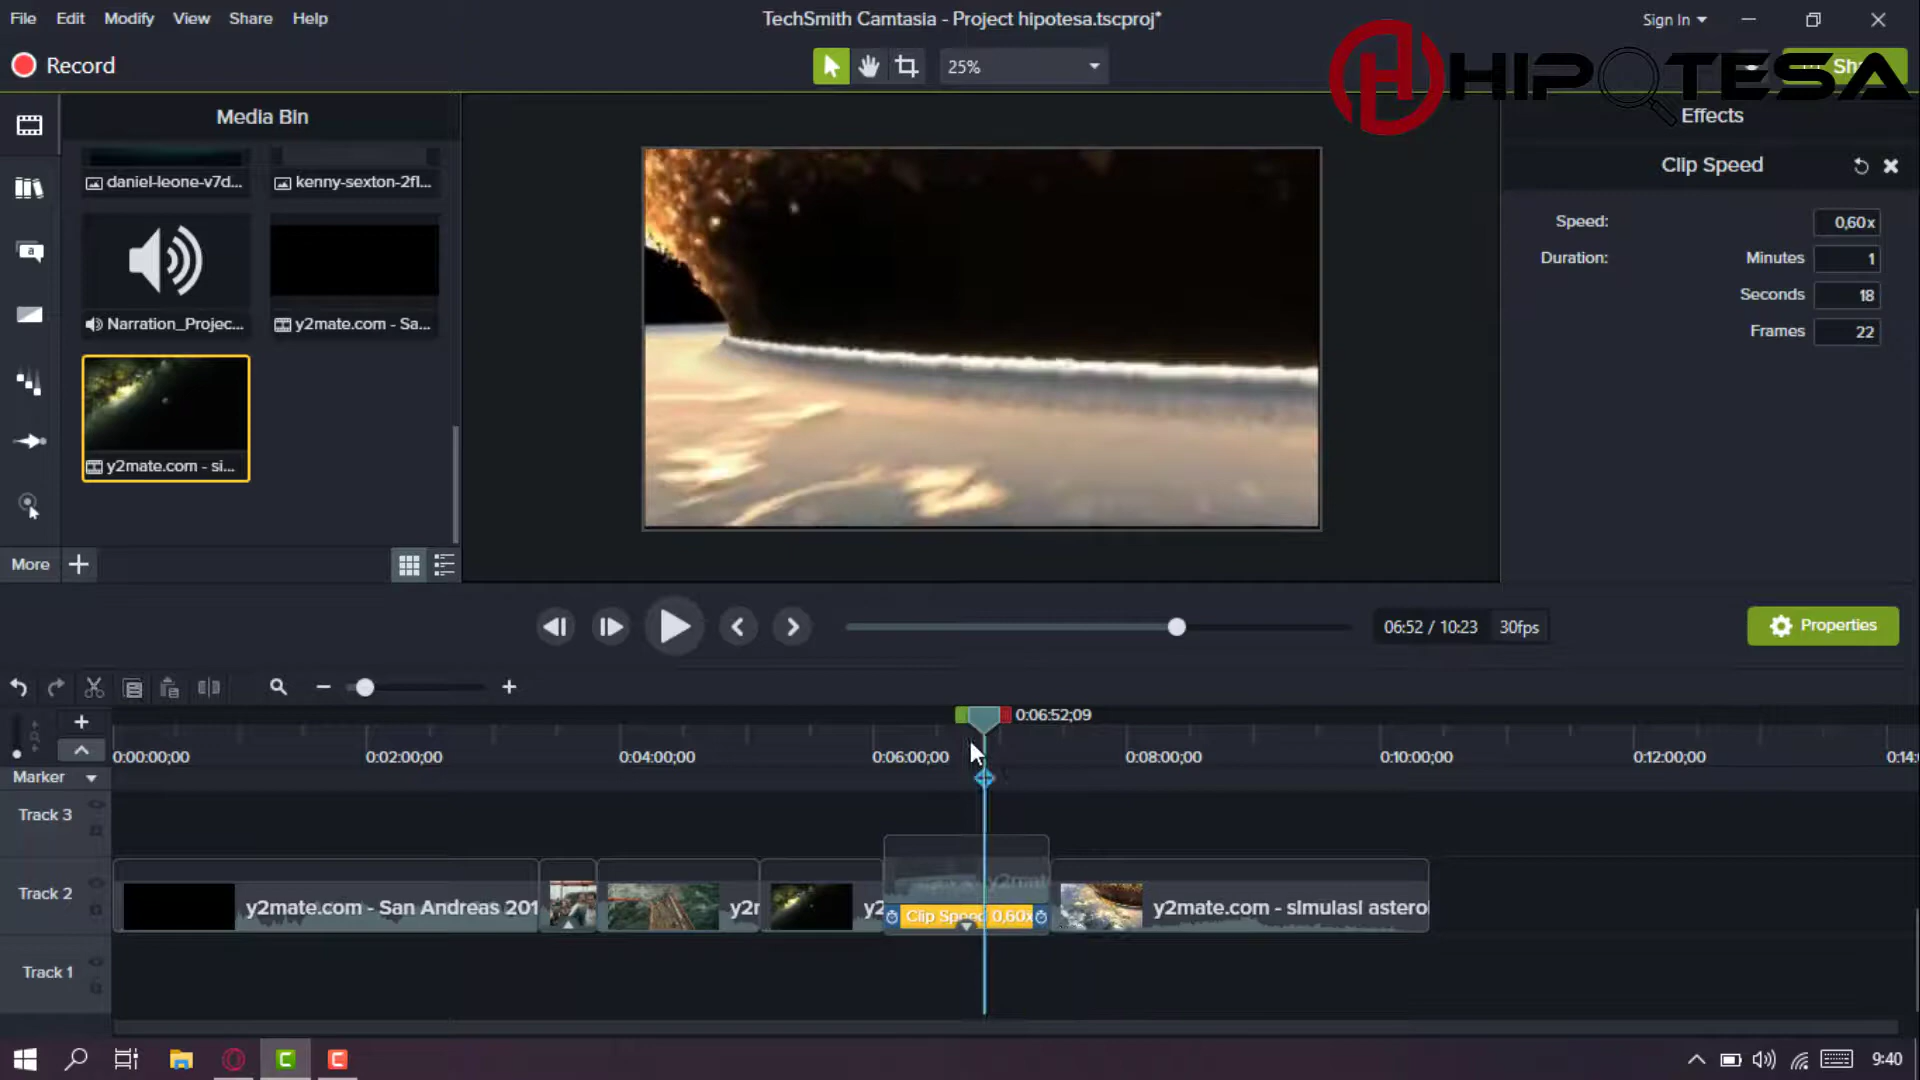 File Edit Modify View Share Help
TechSmith Camtasia - Project hipotesa.tscproj*
Sign In
Record
25%
HIPOTESA
Media Bin
Effects
daniel-leone-v7d...
kenny-sexton-2fl...
Clip Speed
Speed: 0,60x
Duration: Minutes 1
Seconds 18
Frames 22
Narration_Projec...
y2mate.com - Sa...
y2mate.com - si...
More
06:52 / 10:23 30fps
Properties
0:06:52;09
0:00:00;00 0:02:00;00 0:04:00;00 0:06:00;00 0:08:00;00 0:10:00;00 0:12:00;00 0:14:
Marker
Track 3
Track 2
y2mate.com - San Andreas 201
y2r
y2
Clip Speed 0,60x
y2mate.com - simulasi astero
Track 1
9:40